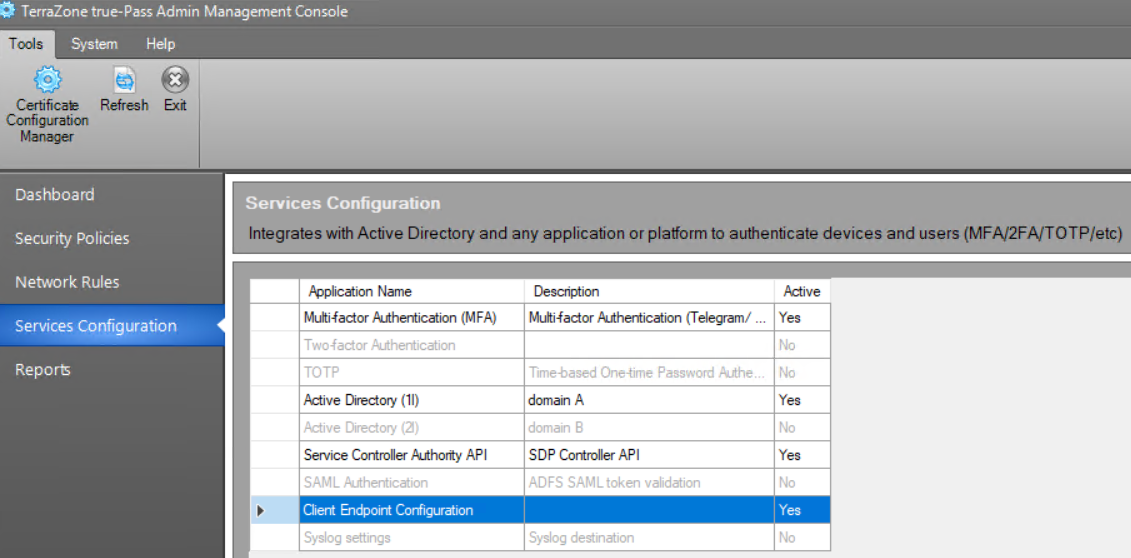 TerraZone true-Pass Admin Management Console
Tools System Help
Certificate Configuration Manager
Refresh
Exit
Dashboard
Security Policies
Network Rules
Services Configuration
Reports
Services Configuration
Integrates with Active Directory and any application or platform to authenticate devices and users (MFA/2FA/TOTP/etc)
Application Name Description Active
Multi-factor Authentication (MFA) Multi-factor Authentication (Telegram/ ... Yes
Two-factor Authentication No
TOTP Time-based One-time Password Authe... No
Active Directory (1I) domain A Yes
Active Directory (2I) domain B No
Service Controller Authority API SDP Controller API Yes
SAML Authentication ADFS SAML token validation No
Client Endpoint Configuration Yes
Syslog settings Syslog destination No